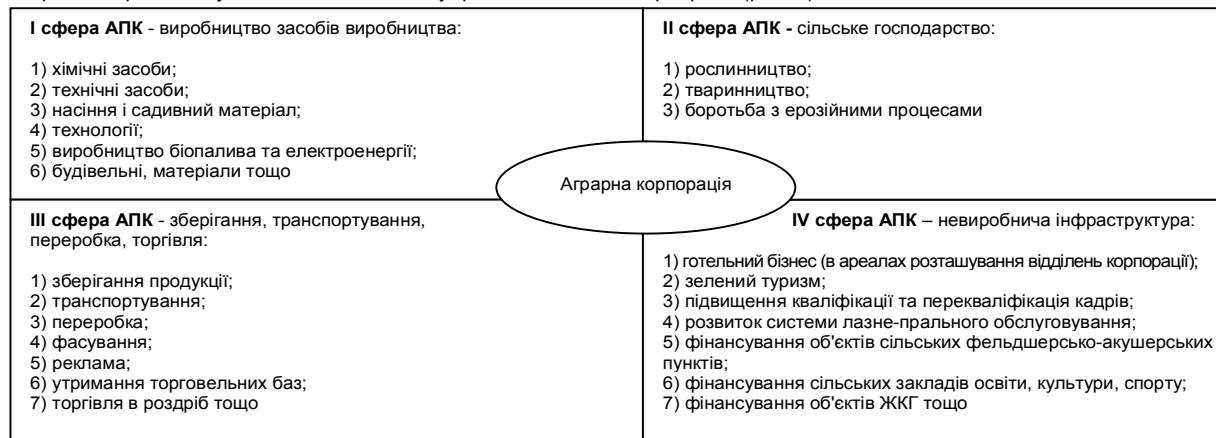 І сфера АПК - виробництво засобів виробництва:
1) хімічні засоби;
2) технічні засоби;
3) насіння і садивний матеріал;
4) технології;
5) виробництво біопалива та електроенергії;
6) будівельні, матеріали тощо
ІІ сфера АПК - сільське господарство:
1) рослинництво;
2) тваринництво;
3) боротьба з ерозійними процесами
Аграрна корпорація
ІІІ сфера АПК - зберігання, транспортування,
переробка, торгівля:
1) зберігання продукції;
2) транспортування;
3) переробка;
4) фасування;
5) реклама;
6) утримання торговельних баз;
7) торгівля в роздріб тощо
IV сфера АПК – невиробнича інфраструктура:
1) готельний бізнес (в ареалах розташування відділень корпорації);
2) зелений туризм;
3) підвищення кваліфікації та перекваліфікація кадрів;
4) розвиток системи лазне-прального обслуговування;
5) фінансування об'єктів сільських фельдшерсько-акушерських
пунктів;
6) фінансування сільських закладів освіти, культури, спорту;
7) фінансування об'єктів ЖКГ тощо